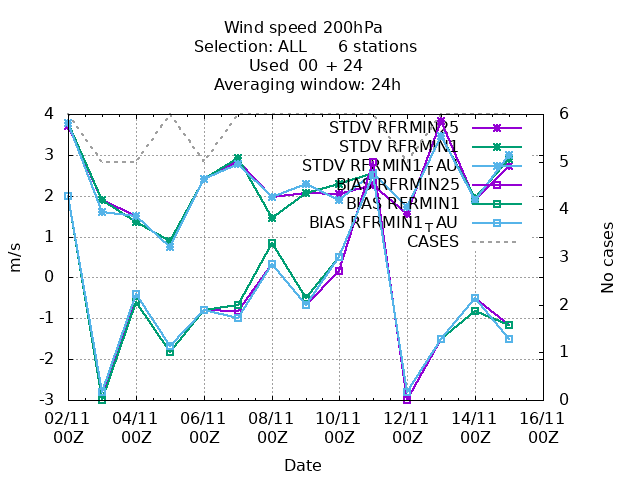 Wind speed 200hPa
Selection: ALL 6 stations
Used 00 + 24
Averaging window: 24h
4
3
2
1
0
-1
-2
-3
m/s
6
5
4
3
2
1
0
No cases
STDV RFRMIN25
STDV RFRMIN1
STDV RFRMIN1_T AU
BIAS RFRMIN25
BIAS RFRMIN1
BIAS RFRMIN1_T AU
CASES
02/11 04/11 06/11 08/11 10/11 12/11 14/11 16/11
00Z 00Z 00Z 00Z 00Z 00Z 00Z 00Z
Date